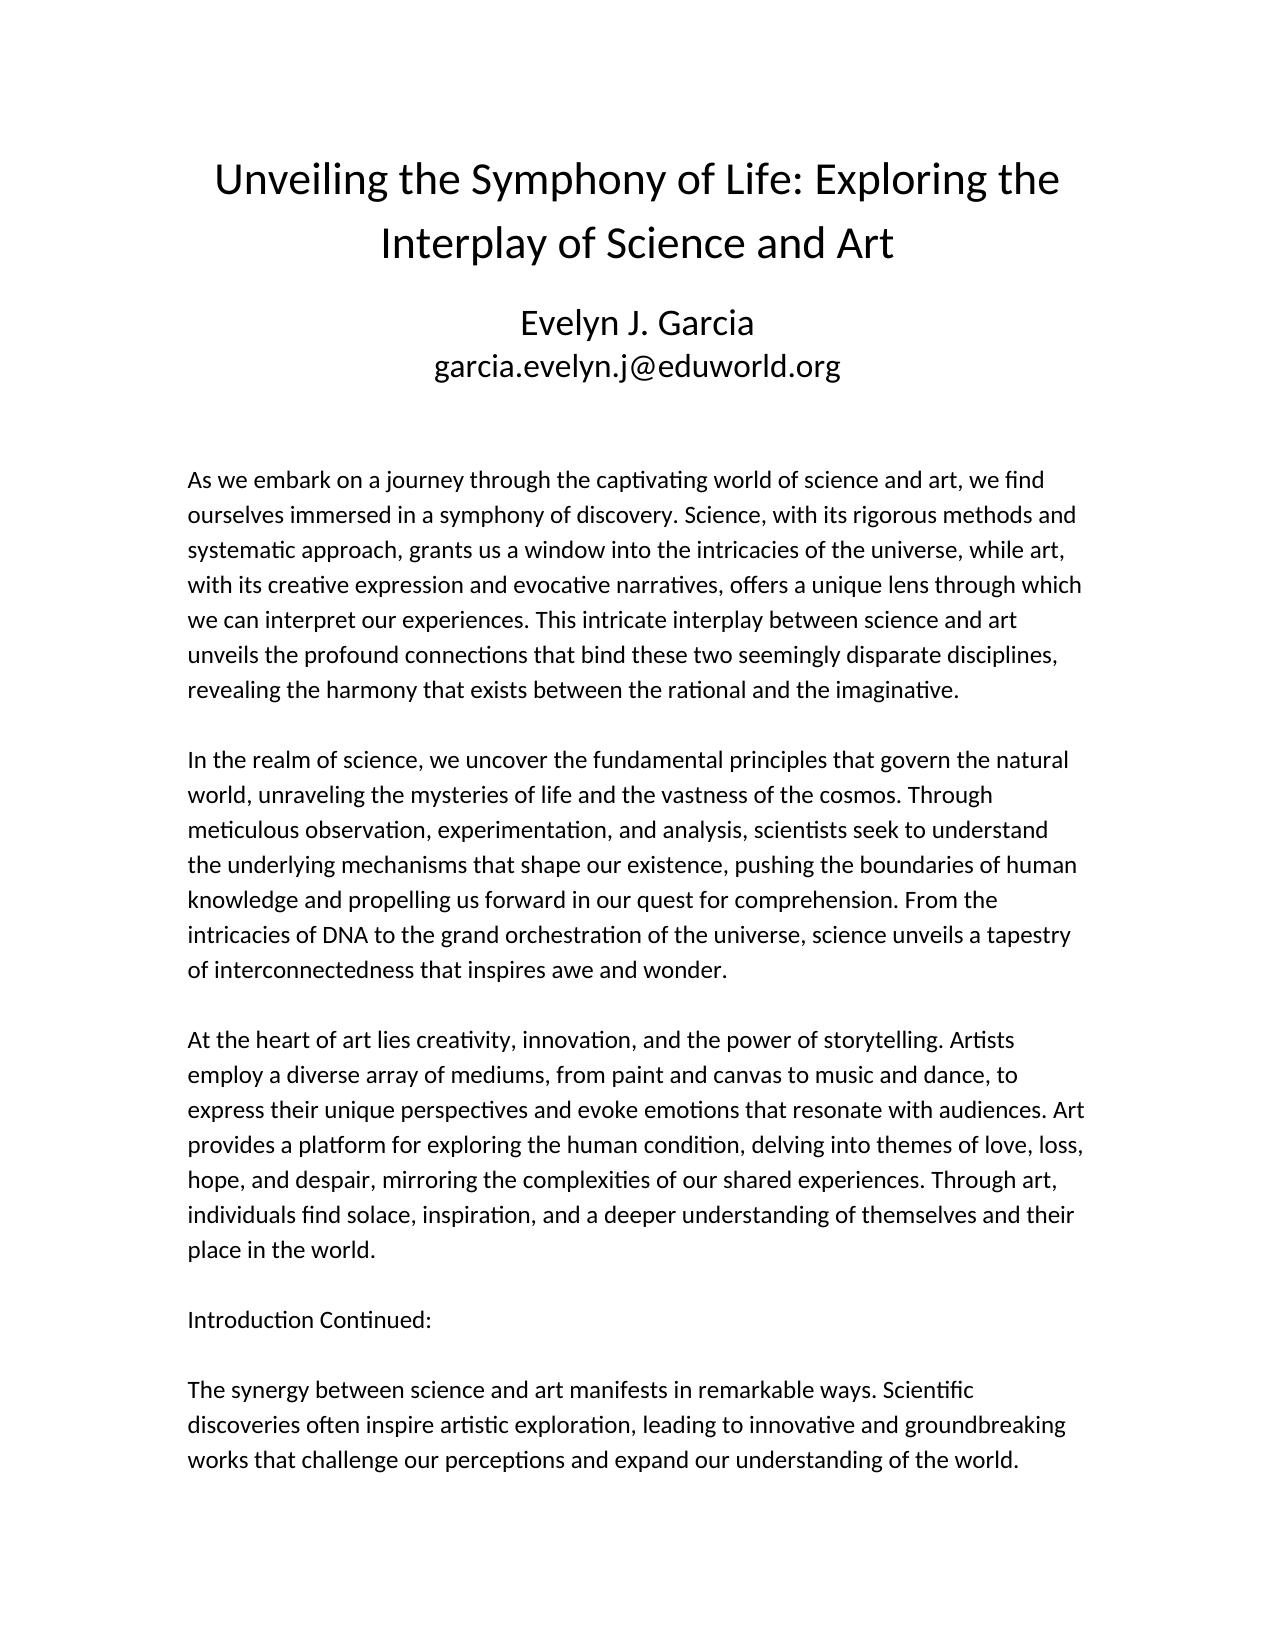 Unveiling the Symphony of Life: Exploring the
Interplay of Science and Art
Evelyn J. Garcia
garcia.evelyn.j@eduworld.org
As we embark on a journey through the captivating world of science and art, we find
ourselves immersed in a symphony of discovery. Science, with its rigorous methods and
systematic approach, grants us a window into the intricacies of the universe, while art,
with its creative expression and evocative narratives, offers a unique lens through which
we can interpret our experiences. This intricate interplay between science and art
unveils the profound connections that bind these two seemingly disparate disciplines,
revealing the harmony that exists between the rational and the imaginative.
In the realm of science, we uncover the fundamental principles that govern the natural
world, unraveling the mysteries of life and the vastness of the cosmos. Through
meticulous observation, experimentation, and analysis, scientists seek to understand
the underlying mechanisms that shape our existence, pushing the boundaries of human
knowledge and propelling us forward in our quest for comprehension. From the
intricacies of DNA to the grand orchestration of the universe, science unveils a tapestry
of interconnectedness that inspires awe and wonder.
At the heart of art lies creativity, innovation, and the power of storytelling. Artists
employ a diverse array of mediums, from paint and canvas to music and dance, to
express their unique perspectives and evoke emotions that resonate with audiences. Art
provides a platform for exploring the human condition, delving into themes of love, loss,
hope, and despair, mirroring the complexities of our shared experiences. Through art,
individuals find solace, inspiration, and a deeper understanding of themselves and their
place in the world.
Introduction Continued:
The synergy between science and art manifests in remarkable ways. Scientific
discoveries often inspire artistic exploration, leading to innovative and groundbreaking
works that challenge our perceptions and expand our understanding of the world.